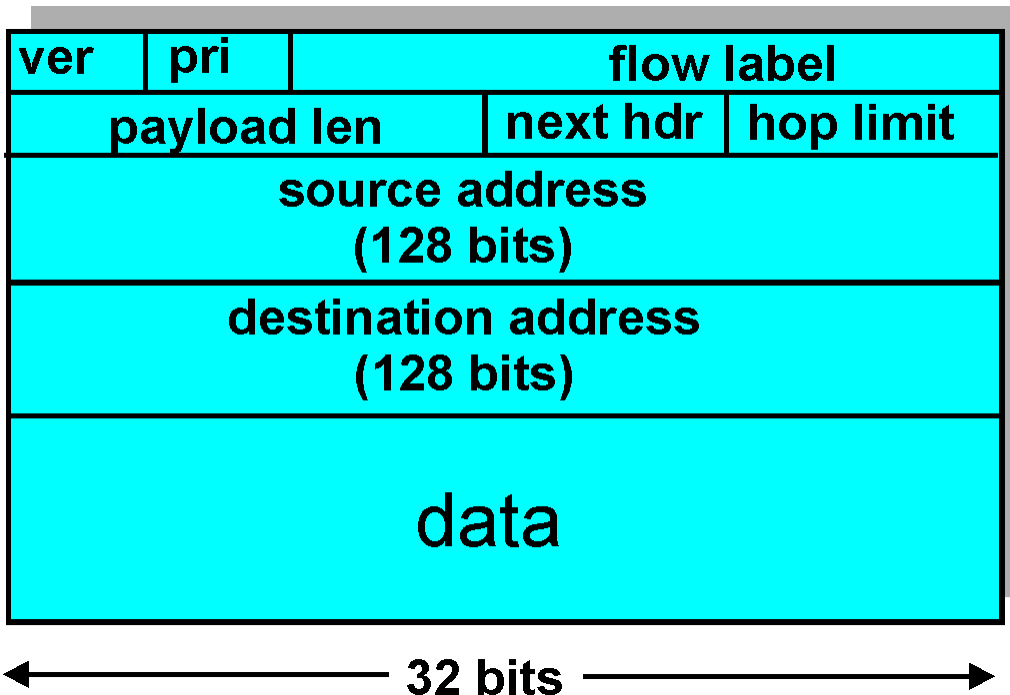 ver pri flow label
payload len next hdr hop limit
source address
(128 bits)
destination address
(128 bits)
data
32 bits